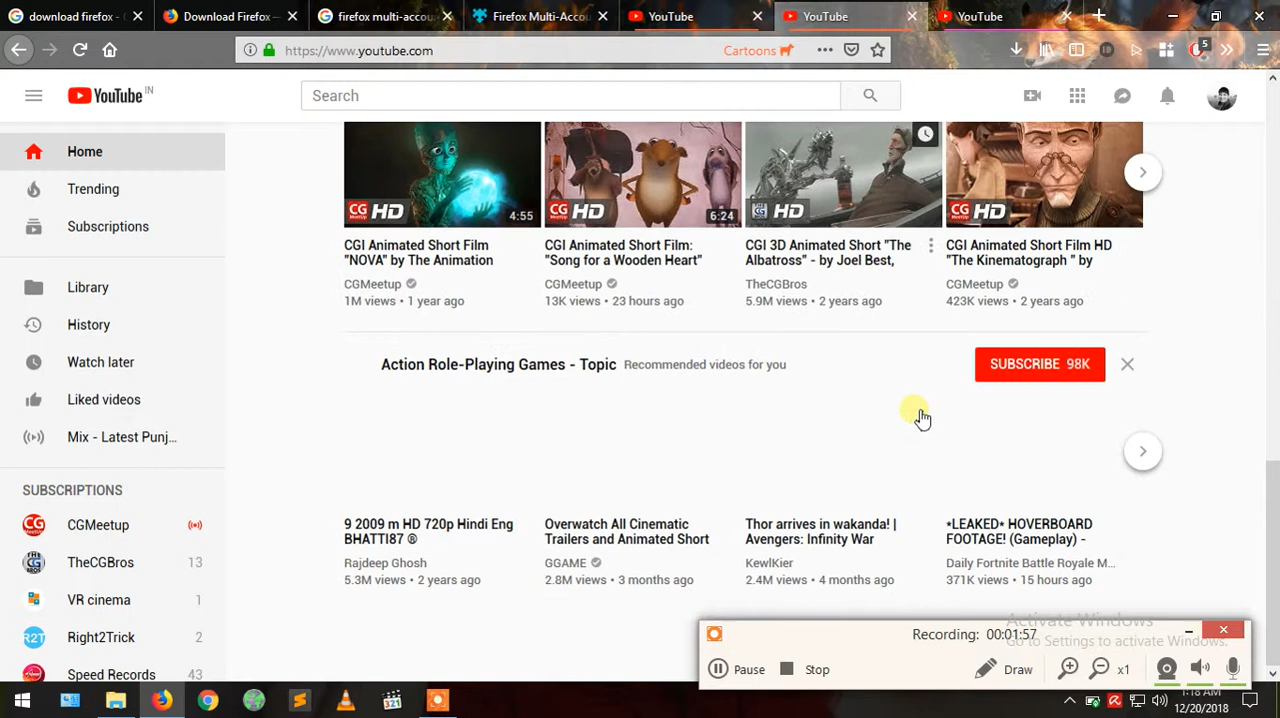 download firefox - G
Download Firefox —
firefox multi-accou
Firefox Multi-Accou
YouTube
YouTube
YouTube
https://www.youtube.com
Cartoons
5
YouTube IN
Search
Home
Trending
Subscriptions
Library
History
Watch later
Liked videos
Mix - Latest Punj...
SUBSCRIPTIONS
CGMeetup
TheCGBros 13
VR cinema 1
Right2Trick 2
Speed Records 43
CG MeetUp HD 4:55
CGI Animated Short Film
"NOVA" by The Animation
CGMeetup
1M views • 1 year ago
CG MeetUp HD 6:24
CGI Animated Short Film:
"Song for a Wooden Heart"
CGMeetup
13K views • 23 hours ago
HD
CGI 3D Animated Short "The
Albatross" - by Joel Best,
TheCGBros
5.9M views • 2 years ago
CG MeetUp HD
CGI Animated Short Film HD
"The Kinematograph " by
CGMeetup
423K views • 2 years ago
Action Role-Playing Games - Topic Recommended videos for you
SUBSCRIBE 98K
9 2009 m HD 720p Hindi Eng
BHATTI87 ®
Rajdeep Ghosh
5.3M views • 2 years ago
Overwatch All Cinematic
Trailers and Animated Short
GGAME
2.8M views • 3 months ago
Thor arrives in wakanda! |
Avengers: Infinity War
KewlKier
2.4M views • 4 months ago
*LEAKED* HOVERBOARD
FOOTAGE! (Gameplay) -
Daily Fortnite Battle Royale M...
371K views • 15 hours ago
Activate Windows
Go to Settings to activate Windows.
Recording: 00:01:57
Pause
Stop
Draw
x1
R2T
321
1:18 AM
12/20/2018